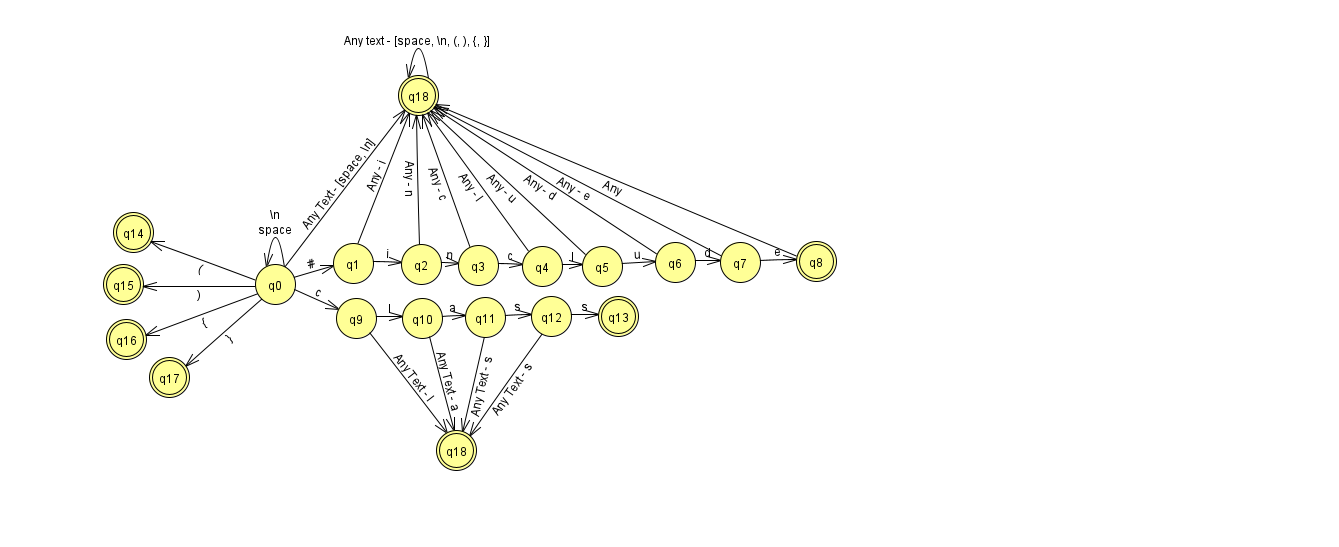 Any text - [space, \n, (, ), {, }]
q18
Any Text - [space, \n]
Any - i
Any - n
Any - c
Any - l
Any - u
Any - d
Any - e
Any
\n
space
q14
(
q15
)
q16
{
q17
}
q0
#
q1
i
q2
n
q3
c
q4
l
q5
u
q6
d
q7
e
q8
c
q9
l
q10
a
q11
s
q12
s
q13
Any Text - l
Any Text - a
Any Text - s
Any Text - s
q18